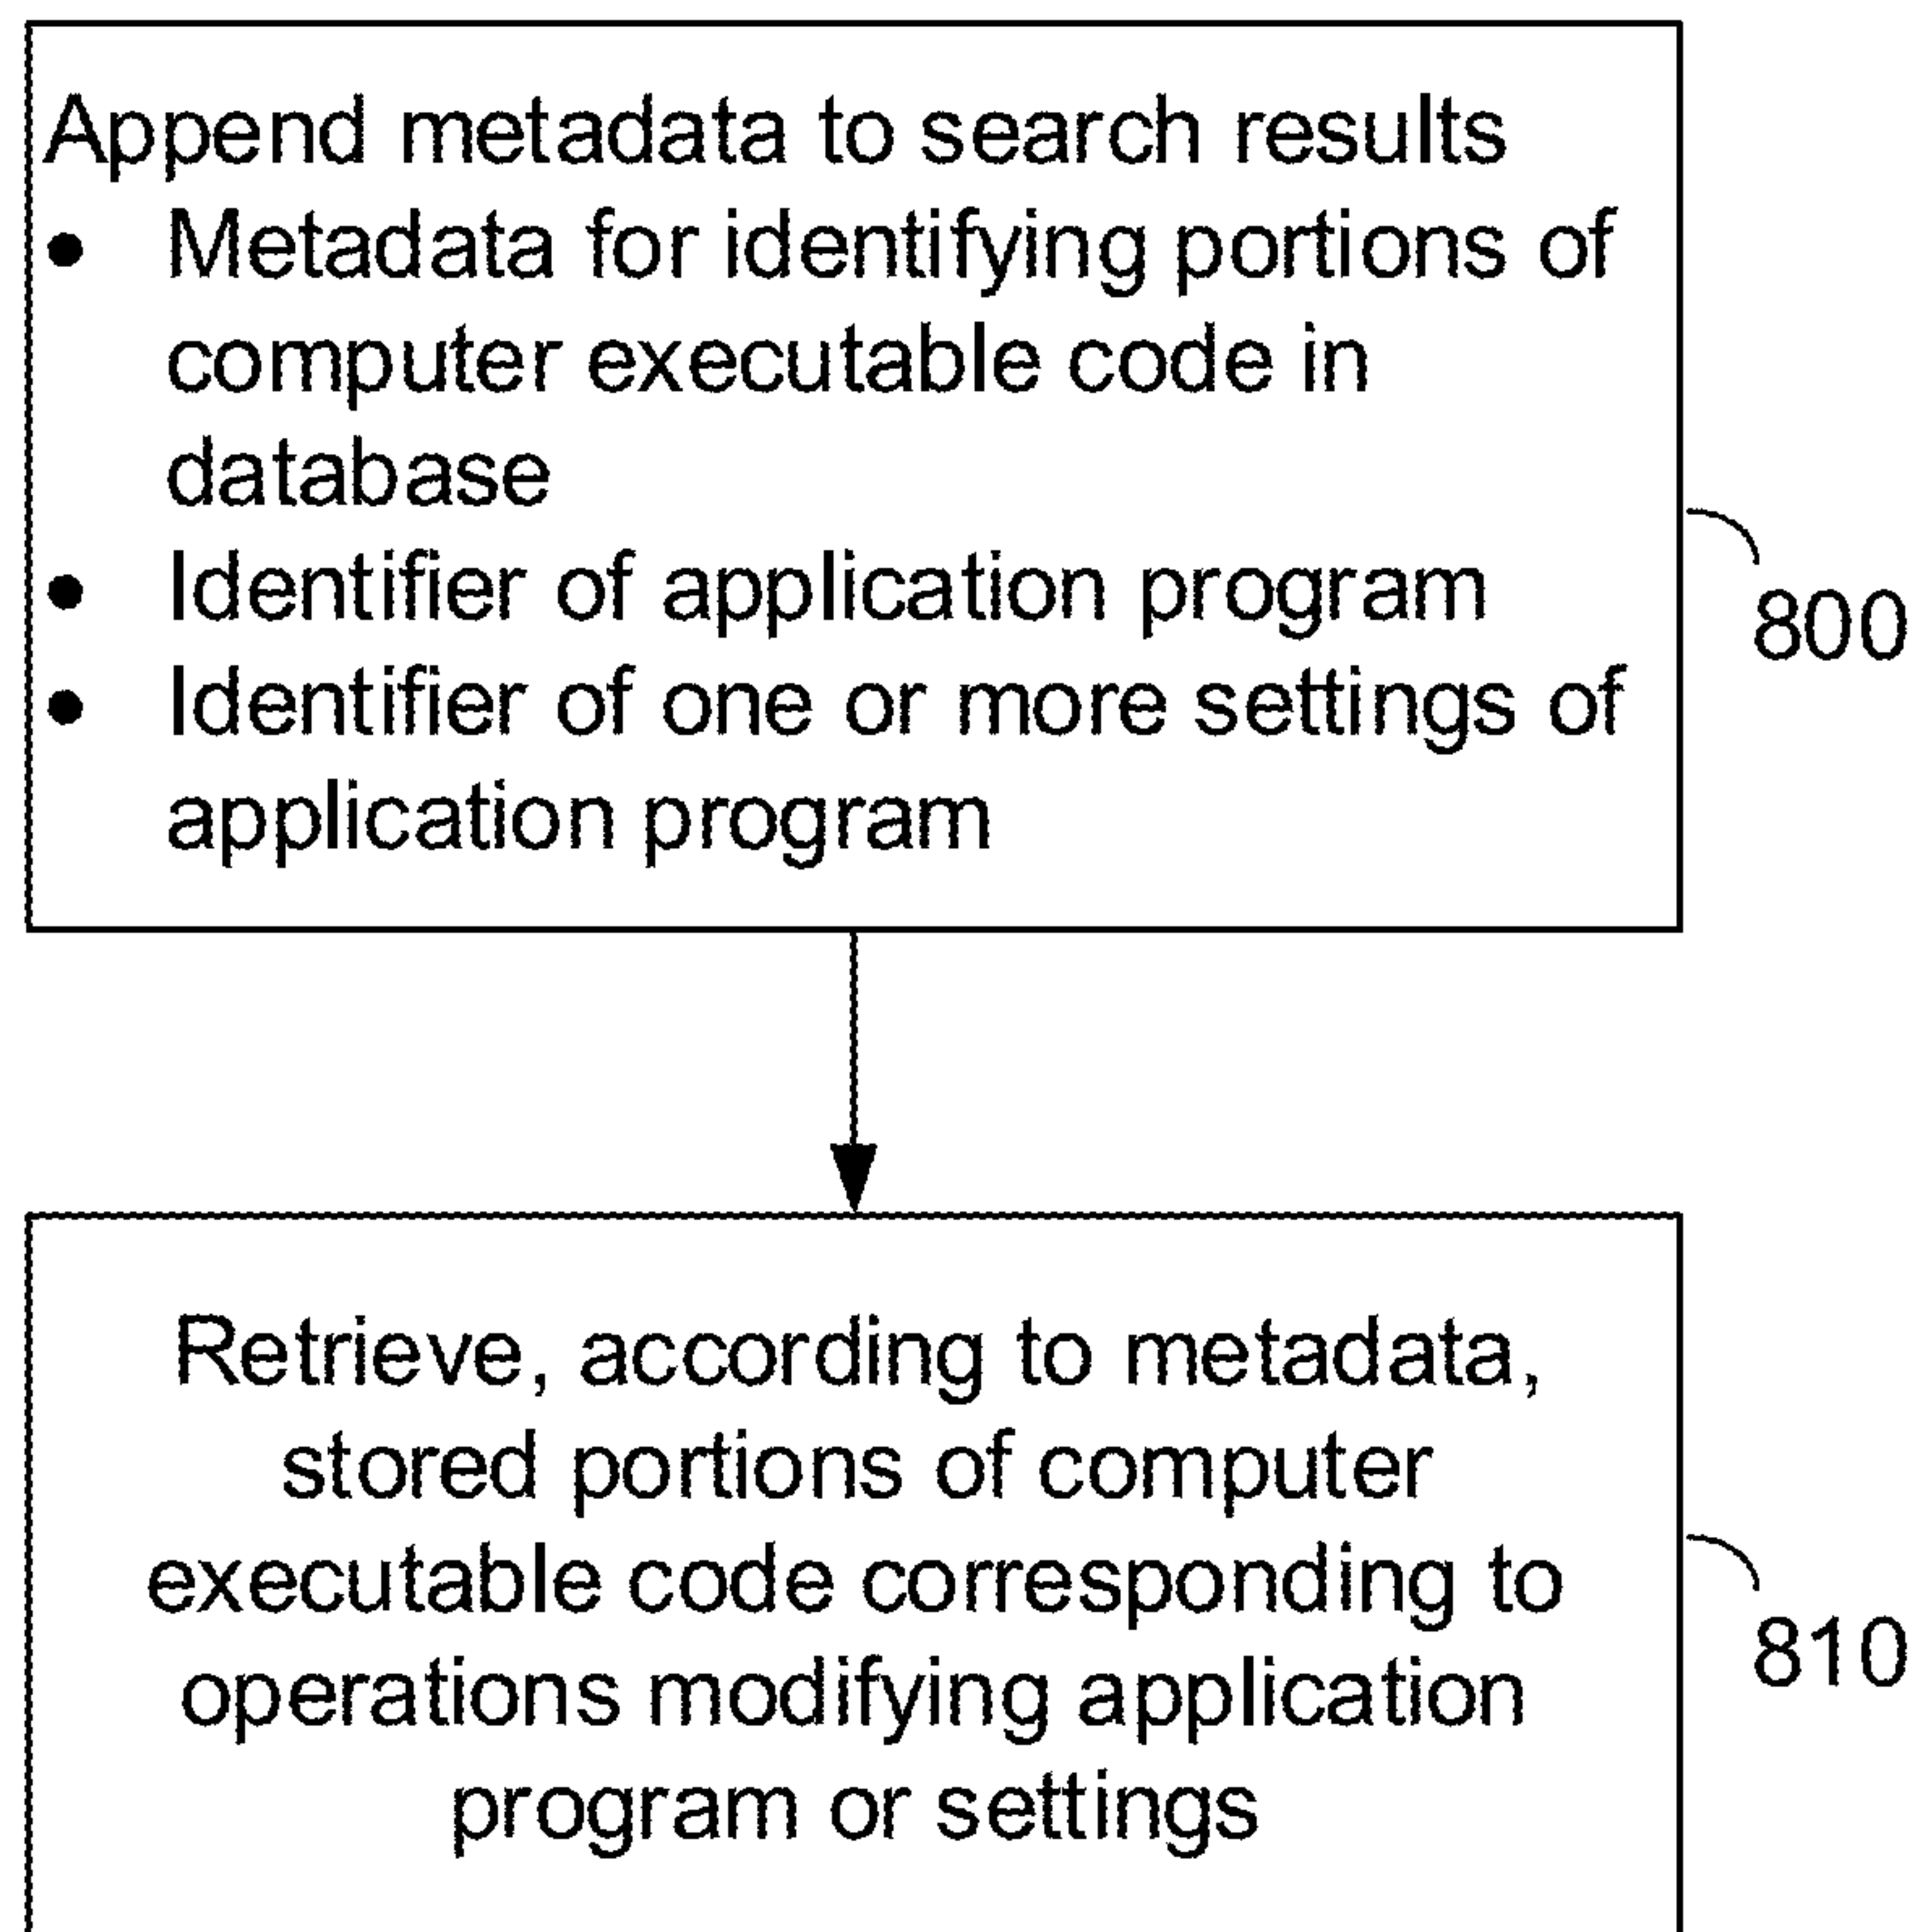 Append metadata to search results
• Metadata for identifying portions of
computer executable code in
database
• Identifier of application program
• Identifier of one or more settings of
application program
800
Retrieve, according to metadata,
stored portions of computer
executable code corresponding to
operations modifying application
program or settings
810